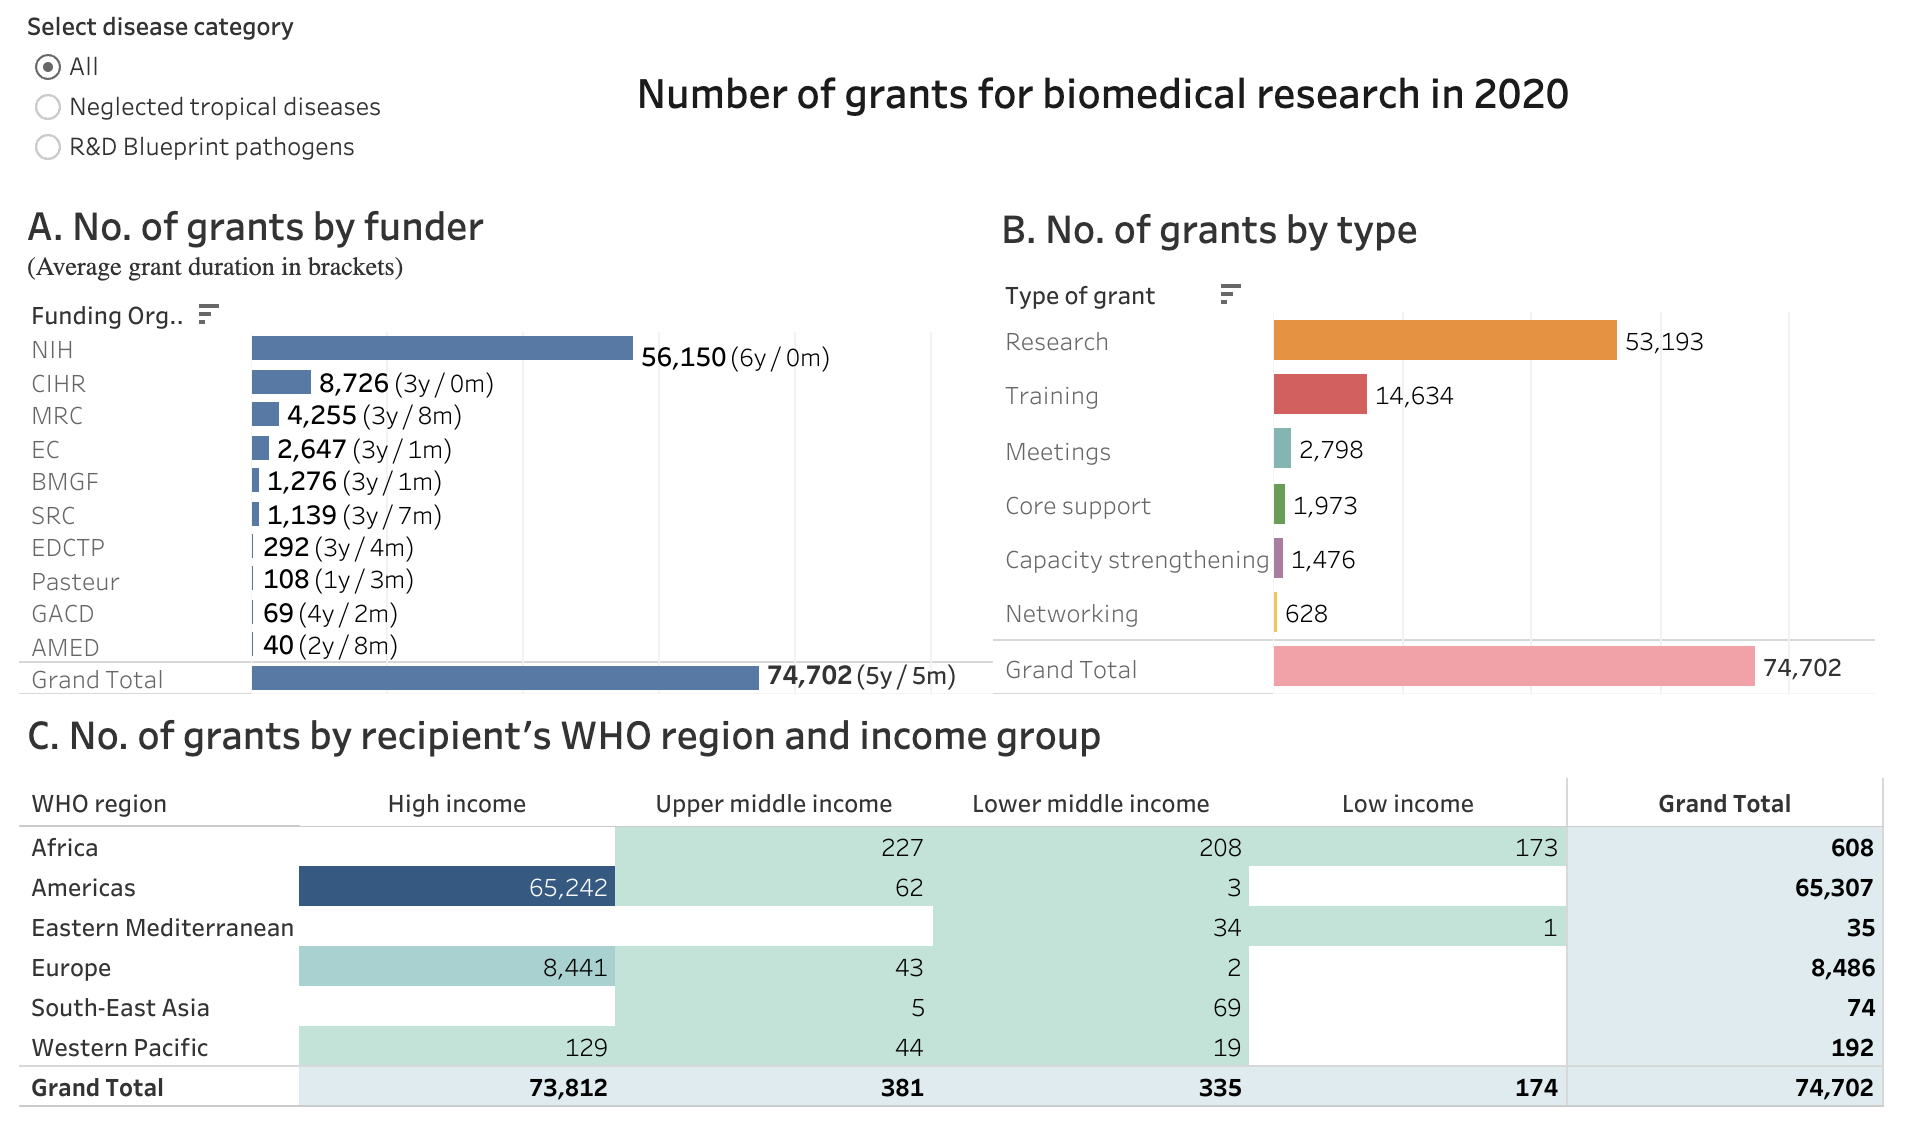 Select disease category
All
Neglected tropical diseases
R&D Blueprint pathogens
Number of grants for biomedical research in 2020
A. No. of grants by funder
(Average grant duration in brackets)
Funding Org..
NIH 56,150 (6y / 0m)
CIHR 8,726 (3y / 0m)
MRC 4,255 (3y / 8m)
EC 2,647 (3y / 1m)
BMGF 1,276 (3y / 1m)
SRC 1,139 (3y / 7m)
EDCTP 292 (3y / 4m)
Pasteur 108 (1y / 3m)
GACD 69 (4y / 2m)
AMED 40 (2y / 8m)
Grand Total 74,702 (5y / 5m)
B. No. of grants by type
Type of grant
Research 53,193
Training 14,634
Meetings 2,798
Core support 1,973
Capacity strengthening 1,476
Networking 628
Grand Total 74,702
C. No. of grants by recipient's WHO region and income group
WHO region High income Upper middle income Lower middle income Low income Grand Total
Africa 227 208 173 608
Americas 65,242 62 3 65,307
Eastern Mediterranean 34 1 35
Europe 8,441 43 2 8,486
South-East Asia 5 69 74
Western Pacific 129 44 19 192
Grand Total 73,812 381 335 174 74,702